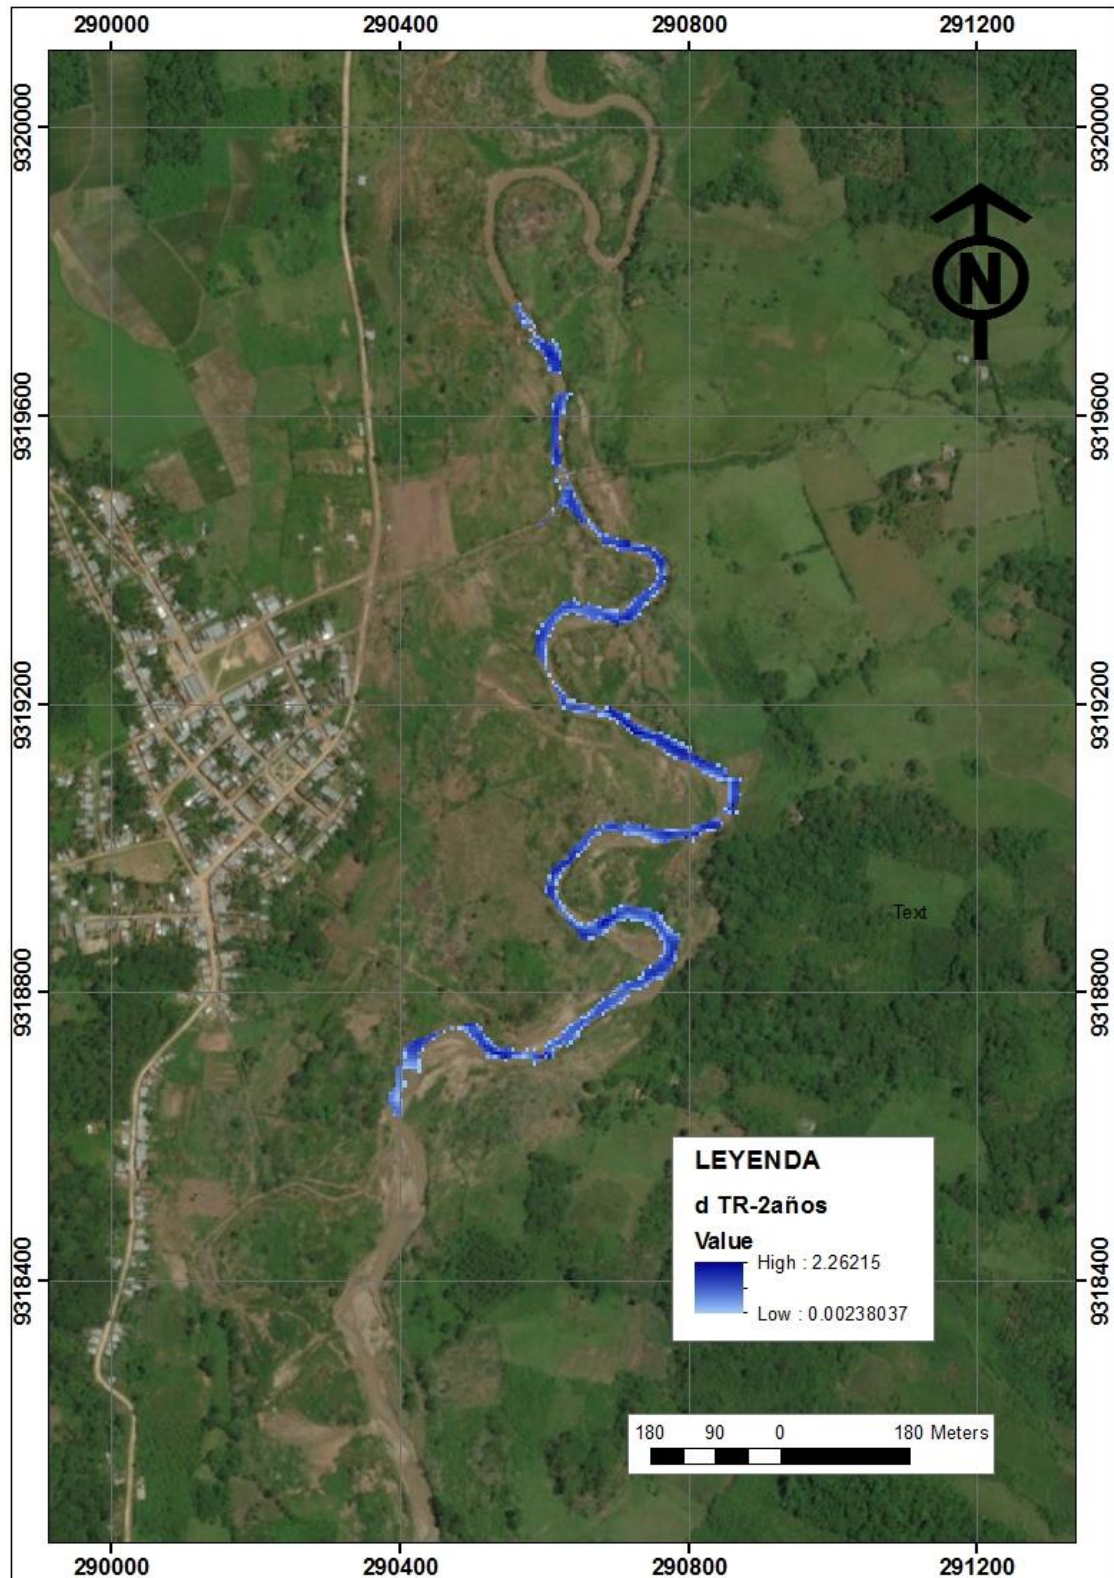 290000 290400 290800 291200
9320000 9320000
N
9319600 9319600
9319200 9319200
Text
9318800 9318800
LEYENDA
d TR-2años
Value
High : 2.26215
Low : 0.00238037
9318400 9318400
180 90 0 180 Meters
290000 290400 290800 291200